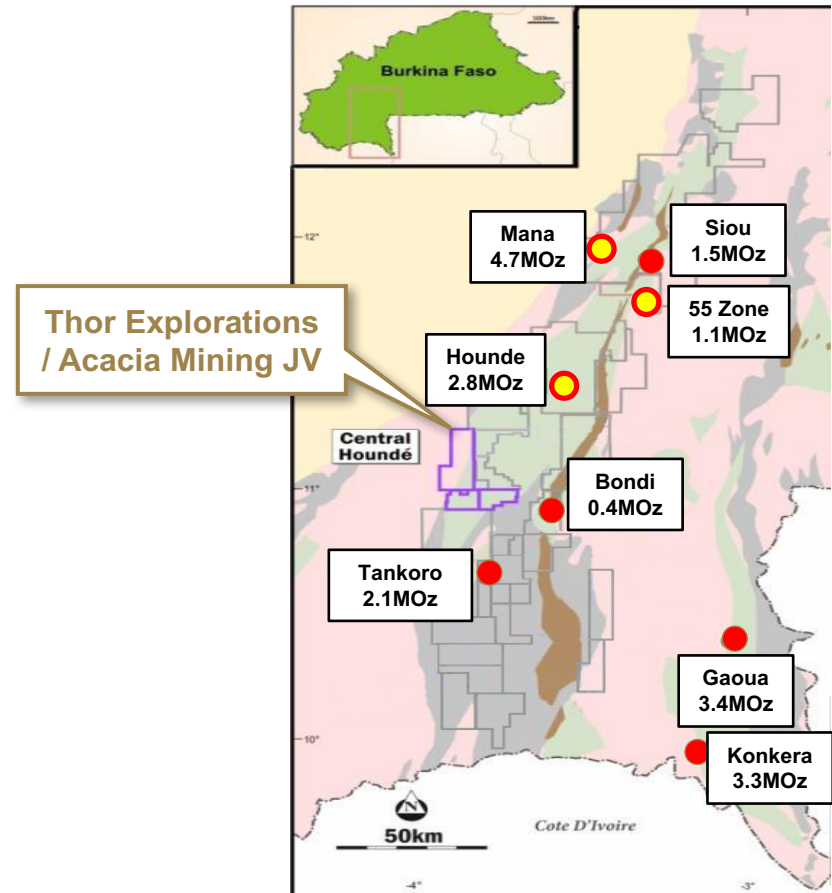 300km
Burkina Faso
12°
Mana
4.7MOz
Siou
1.5MOz
55 Zone
1.1MOz
Thor Explorations
/ Acacia Mining JV
Hounde
2.8MOz
Central
Houndé
11°
Bondi
0.4MOz
Tankoro
2.1MOz
Gaoua
3.4MOz
10°
Konkera
3.3MOz
N
50km
Cote D'Ivoire
-4°
-3°